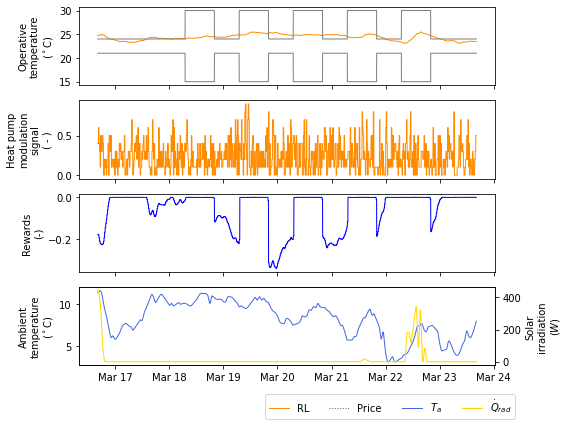 Operative
temperature
(°C)
30
25
20
15
Heat pump
modulation
signal
( - )
0.5
0.0
Rewards
(-)
0.0
−0.2
Ambient
temperature
(°C)
10
5
400
200
0
Solar
irradiation
(W)
Mar 17 Mar 18 Mar 19 Mar 20 Mar 21 Mar 22 Mar 23 Mar 24
RL Price Tₐ Q̇rad